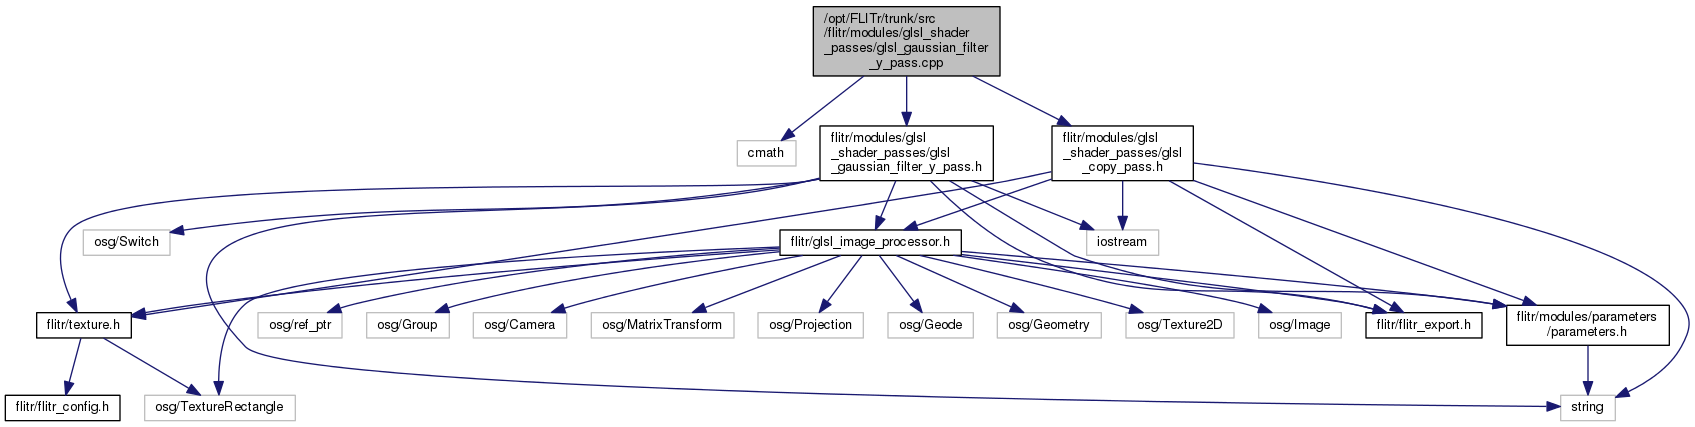 /opt/FLITr/trunk/src
/flitr/modules/glsl_shader
_passes/glsl_gaussian_filter
_y_pass.cpp
cmath
flitr/modules/glsl
_shader_passes/glsl
_gaussian_filter_y_pass.h
flitr/modules/glsl
_shader_passes/glsl
_copy_pass.h
osg/Switch
flitr/glsl_image_processor.h
iostream
flitr/texture.h
osg/ref_ptr
osg/Group
osg/Camera
osg/MatrixTransform
osg/Projection
osg/Geode
osg/Geometry
osg/Texture2D
osg/Image
flitr/flitr_export.h
flitr/modules/parameters
/parameters.h
flitr/flitr_config.h
osg/TextureRectangle
string